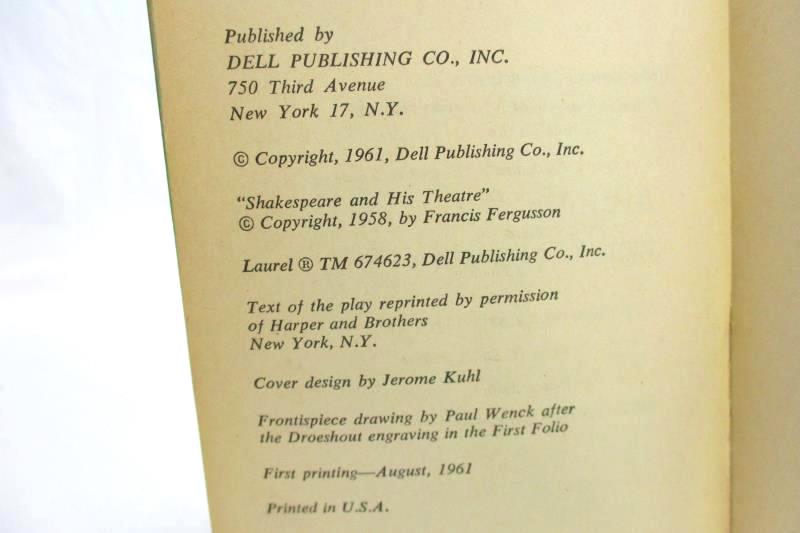 Published by
DELL PUBLISHING CO., INC.
750 Third Avenue
New York 17, N.Y.
© Copyright, 1961, Dell Publishing Co., Inc.
"Shakespeare and His Theatre"
© Copyright, 1958, by Francis Fergusson
Laurel ® TM 674623, Dell Publishing Co., Inc.
Text of the play reprinted by permission
of Harper and Brothers
New York, N.Y.
Cover design by Jerome Kuhl
Frontispiece drawing by Paul Wenck after
the Droeshout engraving in the First Folio
First printing—August, 1961
Printed in U.S.A.